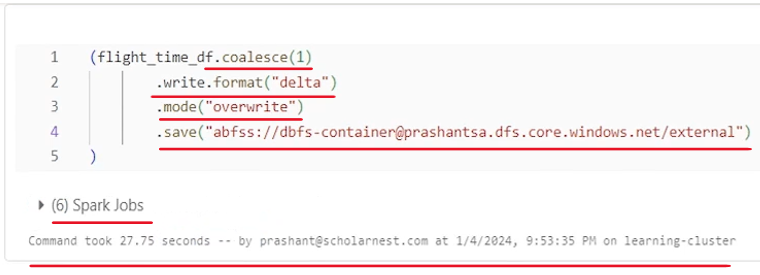 1 (flight_time_df.coalesce(1)
2 .write.format("delta")
3 .mode("overwrite")
4 .save("abfss://dbfs-container@prashantsa.dfs.core.windows.net/external")
5 )
(6) Spark Jobs
Command took 27.75 seconds -- by prashant@scholarnest.com at 1/4/2024, 9:53:35 PM on learning-cluster